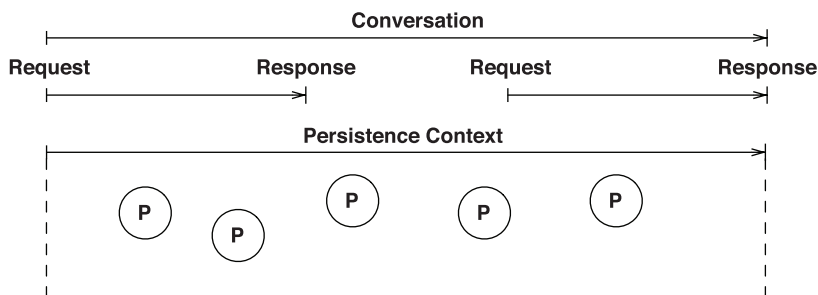 Conversation
Request Response Request Response
Persistence Context
P P P P P